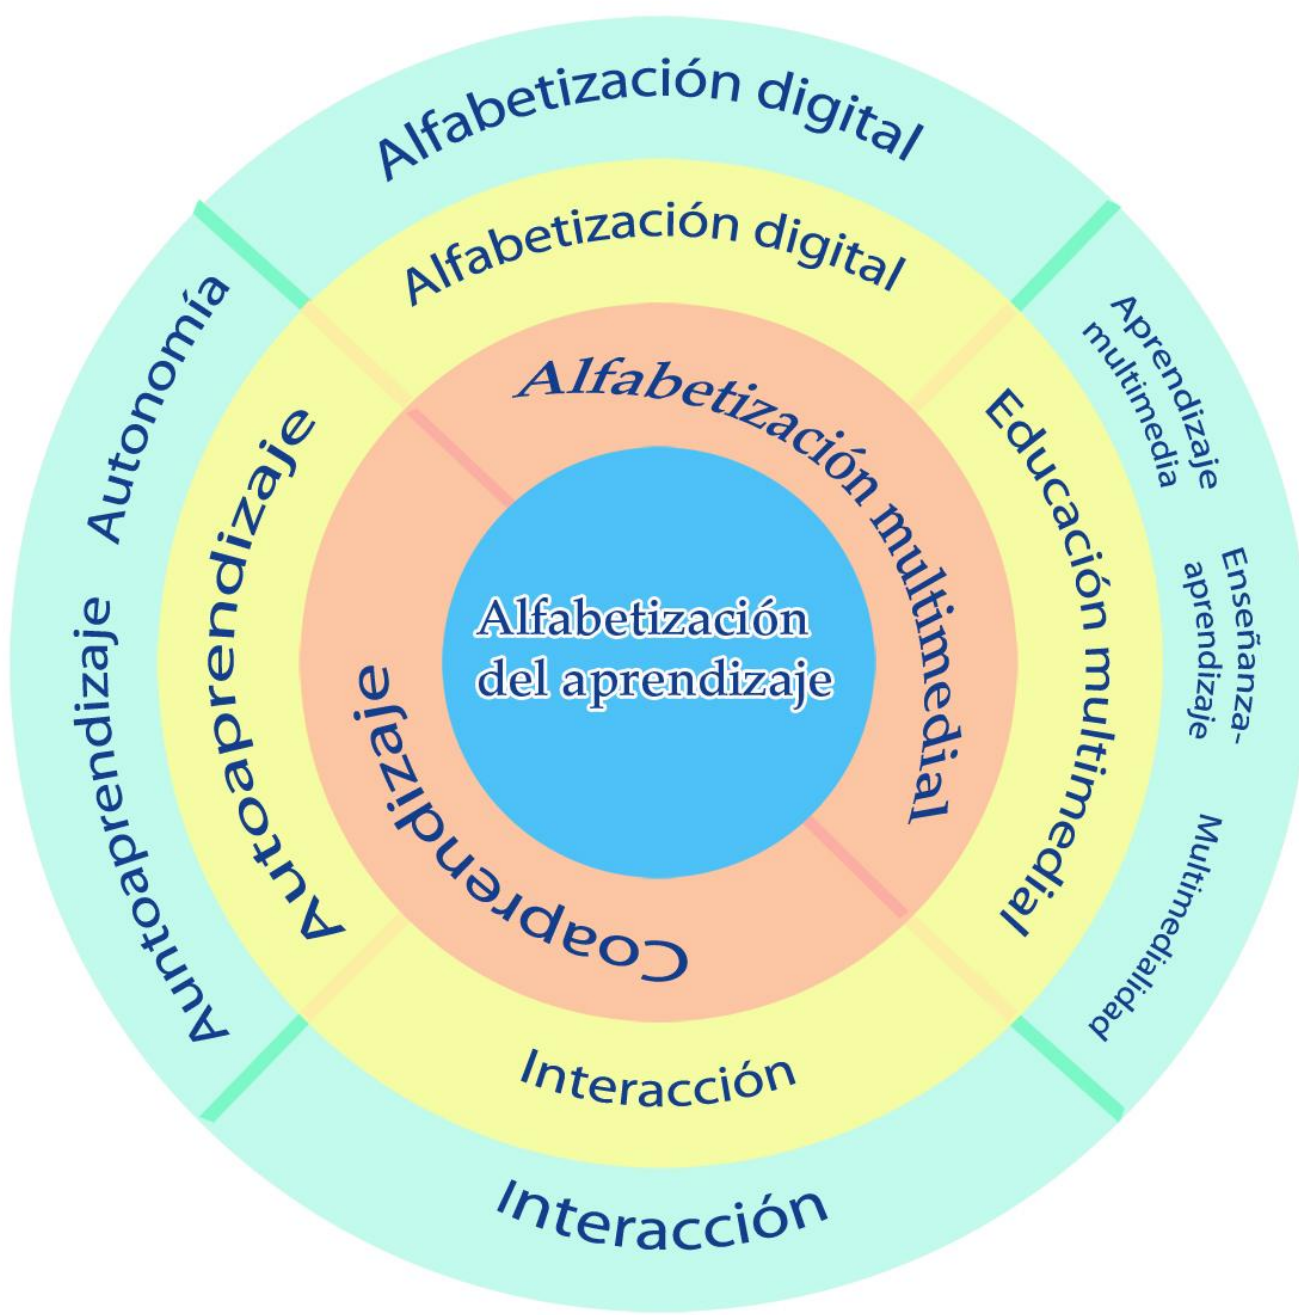 Alfabetización digital
Alfabetización digital
Alfabetización multimedial
Alfabetización
del aprendizaje
Coaprendizaje
Autoaprendizaje
Educación multimedial
Interacción
Autonomía
Auntoaprendizaje
Aprendizaje
multimedia
Enseñanza-
aprendizaje
Multimedialidad
Interacción